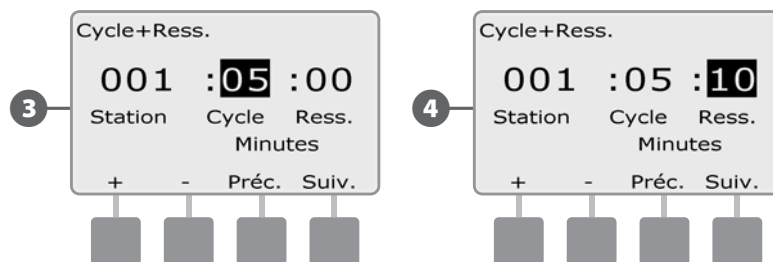 3
Cycle+Ress.
001 :05 :00
Station Cycle Ress.
Minutes
+ - Préc. Suiv.
4
Cycle+Ress.
001 :05 :10
Station Cycle Ress.
Minutes
+ - Préc. Suiv.